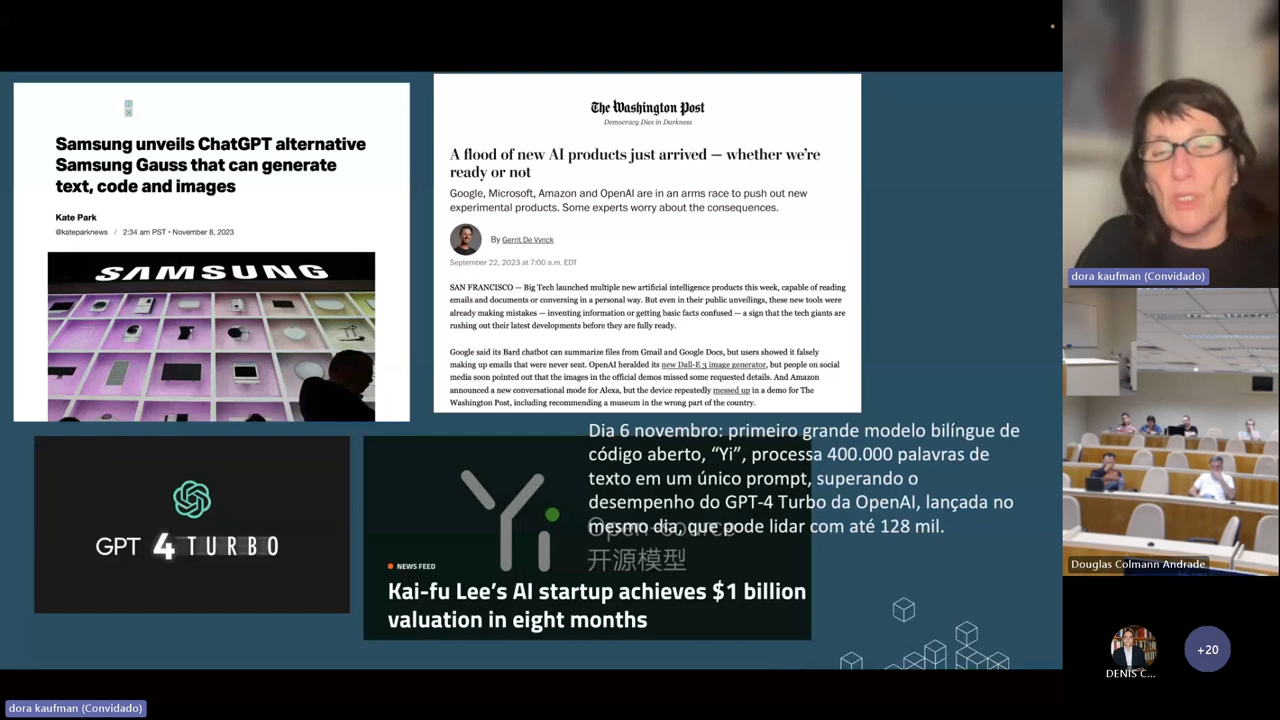 Samsung unveils ChatGPT alternative
Samsung Gauss that can generate
text, code and images
Kate Park
@kateparknews / 2:34 am PST • November 8, 2023
SAMSUNG
The Washington Post
Democracy Dies in Darkness
A flood of new AI products just arrived — whether we're
ready or not
Google, Microsoft, Amazon and OpenAI are in an arms race to push out new
experimental products. Some experts worry about the consequences.
By Gerrit De Vynck
September 22, 2023 at 7:00 a.m. EDT
SAN FRANCISCO — Big Tech launched multiple new artificial intelligence products this week, capable of reading
emails and documents or conversing in a personal way. But even in their public unveilings, these new tools were
already making mistakes — inventing information or getting basic facts confused — a sign that the tech giants are
rushing out their latest developments before they are fully ready.
Google said its Bard chatbot can summarize files from Gmail and Google Docs, but users showed it falsely
making up emails that were never sent. OpenAI heralded its new Dall-E 3 image generator, but people on social
media soon pointed out that the images in the official demos missed some requested details. And Amazon
announced a new conversational mode for Alexa, but the device repeatedly messed up in a demo for The
Washington Post, including recommending a museum in the wrong part of the country.
GPT 4 TURBO
Yi
Open-source
开源模型
NEWS FEED
Kai-fu Lee's AI startup achieves $1 billion
valuation in eight months
Dia 6 novembro: primeiro grande modelo bilíngue de
código aberto, “Yi”, processa 400.000 palavras de
texto em um único prompt, superando o
desempenho do GPT-4 Turbo da OpenAI, lançada no
mesmo dia, que pode lidar com até 128 mil.
dora kaufman (Convidado)
Douglas Colmann Andrade
DENIS C...
+20
dora kaufman (Convidado)